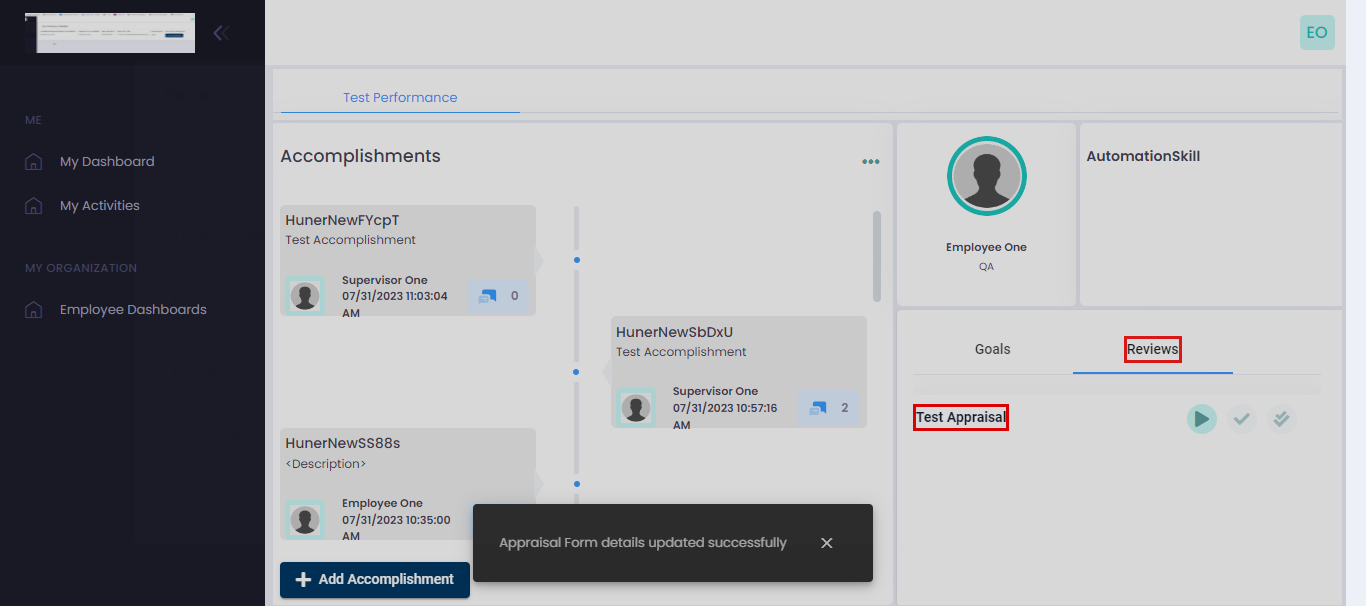 EO
ME
My Dashboard
My Activities
MY ORGANIZATION
Employee Dashboards
Test Performance
Accomplishments
HunerNewFYcpT
Test Accomplishment
Supervisor One
07/31/2023 11:03:04
AM
0
HunerNewSbDxU
Test Accomplishment
Supervisor One
07/31/2023 10:57:16
AM
2
HunerNewSS88s
<Description>
Employee One
07/31/2023 10:35:00
AM
Add Accomplishment
Employee One
QA
AutomationSkill
Goals
Reviews
Test Appraisal
Appraisal Form details updated successfully